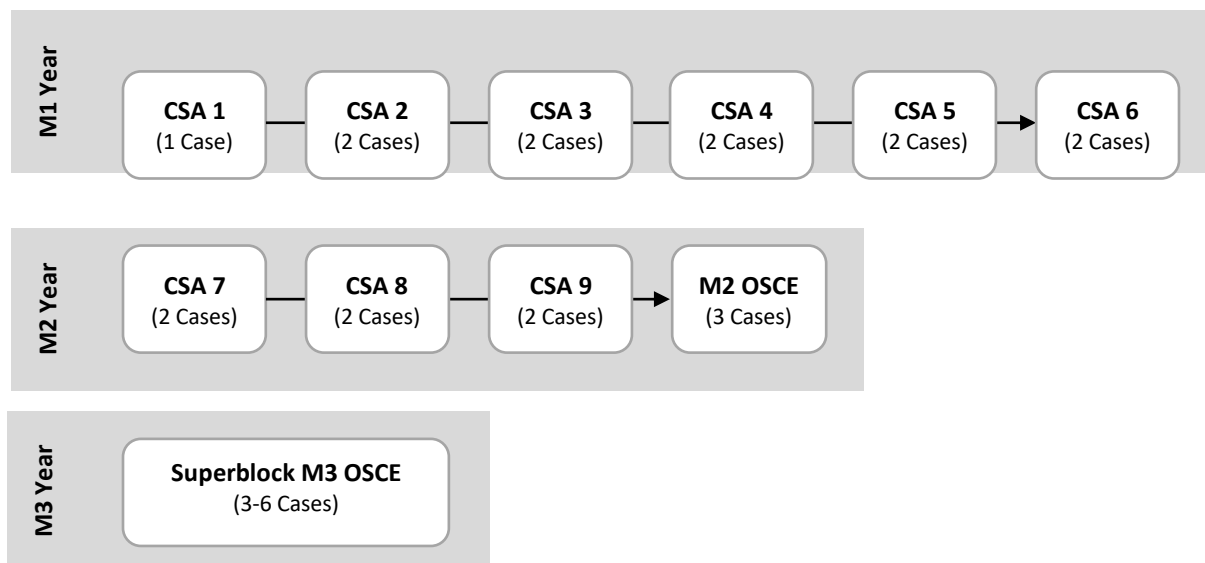 M1 Year
CSA 1
(1 Case)
CSA 2
(2 Cases)
CSA 3
(2 Cases)
CSA 4
(2 Cases)
CSA 5
(2 Cases)
CSA 6
(2 Cases)
M2 Year
CSA 7
(2 Cases)
CSA 8
(2 Cases)
CSA 9
(2 Cases)
M2 OSCE
(3 Cases)
M3 Year
Superblock M3 OSCE
(3-6 Cases)